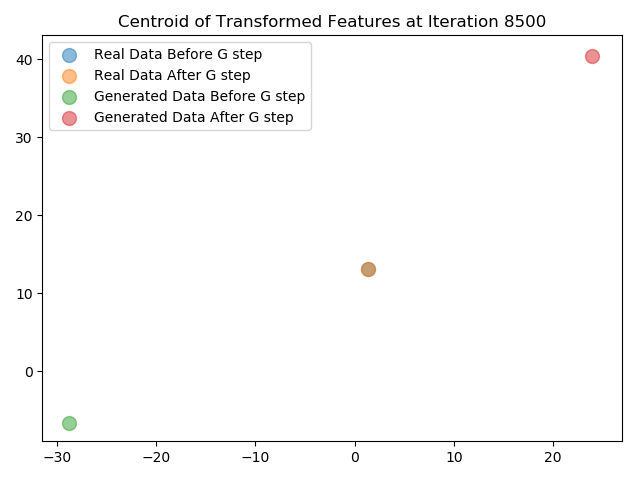 Centroid of Transformed Features at Iteration 8500
Real Data Before G step
Real Data After G step
Generated Data Before G step
Generated Data After G step
40
30
20
10
0
−30 −20 −10 0 10 20